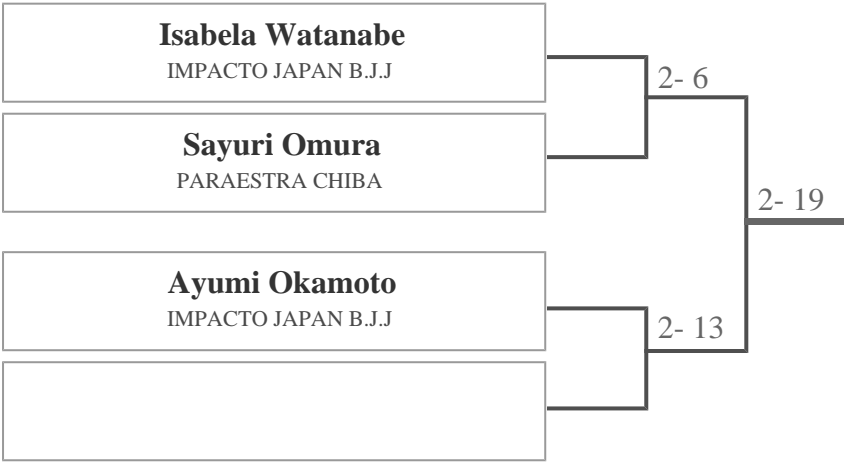 Isabela Watanabe
IMPACTO JAPAN B.J.J
2- 6
Sayuri Omura
PARAESTRA CHIBA
2- 19
Ayumi Okamoto
IMPACTO JAPAN B.J.J
2- 13